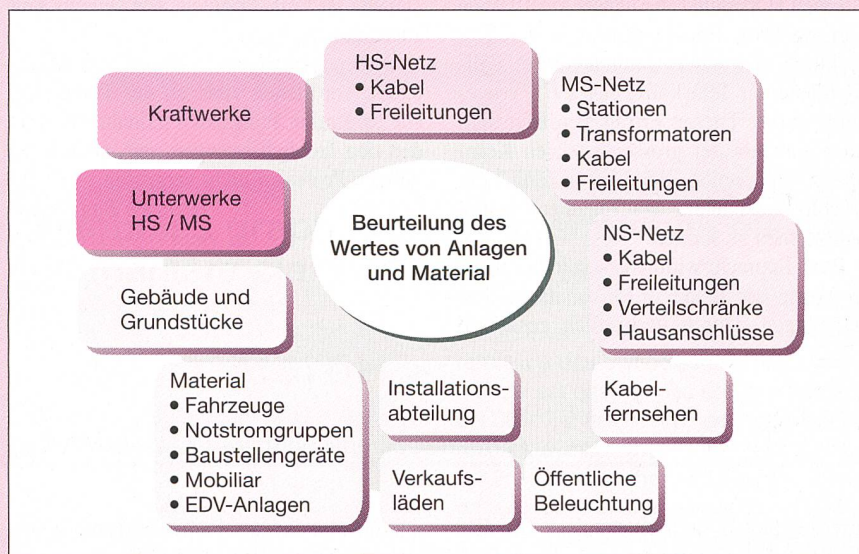 Kraftwerke
HS-Netz
• Kabel
• Freileitungen
MS-Netz
• Stationen
• Transformatoren
• Kabel
• Freileitungen
Unterwerke
HS / MS
Beurteilung des
Wertes von Anlagen
und Material
NS-Netz
• Kabel
• Freileitungen
• Verteilschränke
• Hausanschlüsse
Gebäude und
Grundstücke
Material
• Fahrzeuge
• Notstromgruppen
• Baustellengeräte
• Mobiliar
• EDV-Anlagen
Installations-
abteilung
Kabel-
fernsehen
Verkaufs-
läden
Öffentliche
Beleuchtung